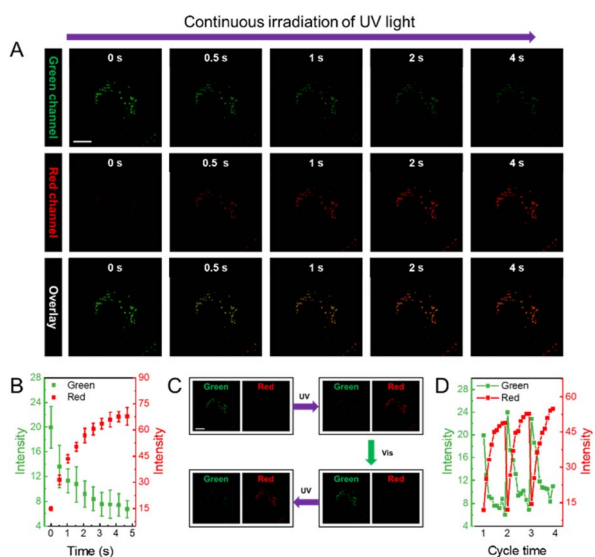 Continuous irradiation of UV light
A
0 s 0.5 s 1 s 2 s 4 s
Green channel
0 s 0.5 s 1 s 2 s 4 s
Red channel
0 s 0.5 s 1 s 2 s 4 s
Overlay
B
Green
Red
28
24
20
16
12
8
4
Intensity
90
75
60
45
30
15
Intensity
0 1 2 3 4 5
Time (s)
C
Green Red
UV
Green Red
Vis
Green Red
UV
Green Red
D
Green
Red
28
24
20
16
12
8
4
Intensity
60
45
30
15
Intensity
1 2 3 4
Cycle time